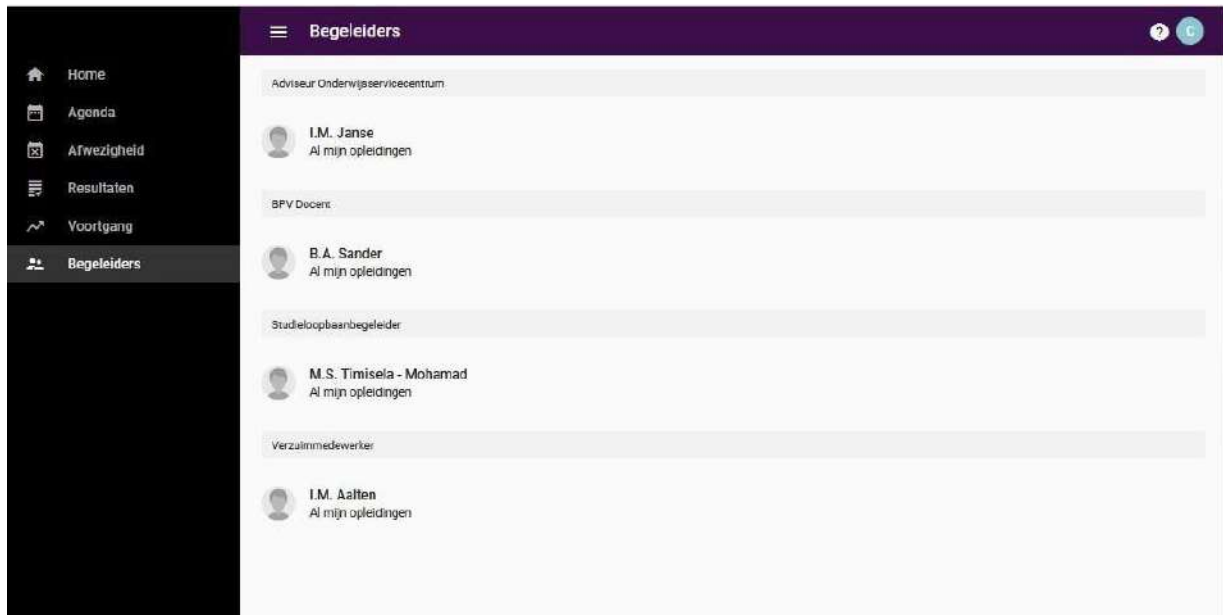 Begeleiders
C
Home
Agenda
Afwezigheid
Resultaten
Voortgang
Begeleiders
Adviseur Onderwijsservicecentrum
I.M. Janse
Al mijn opleidingen
BPV Docent
B.A. Sander
Al mijn opleidingen
Studieloopbaanbegeleider
M.S. Timisela - Mohamad
Al mijn opleidingen
Verzuimmedewerker
I.M. Aalten
Al mijn opleidingen